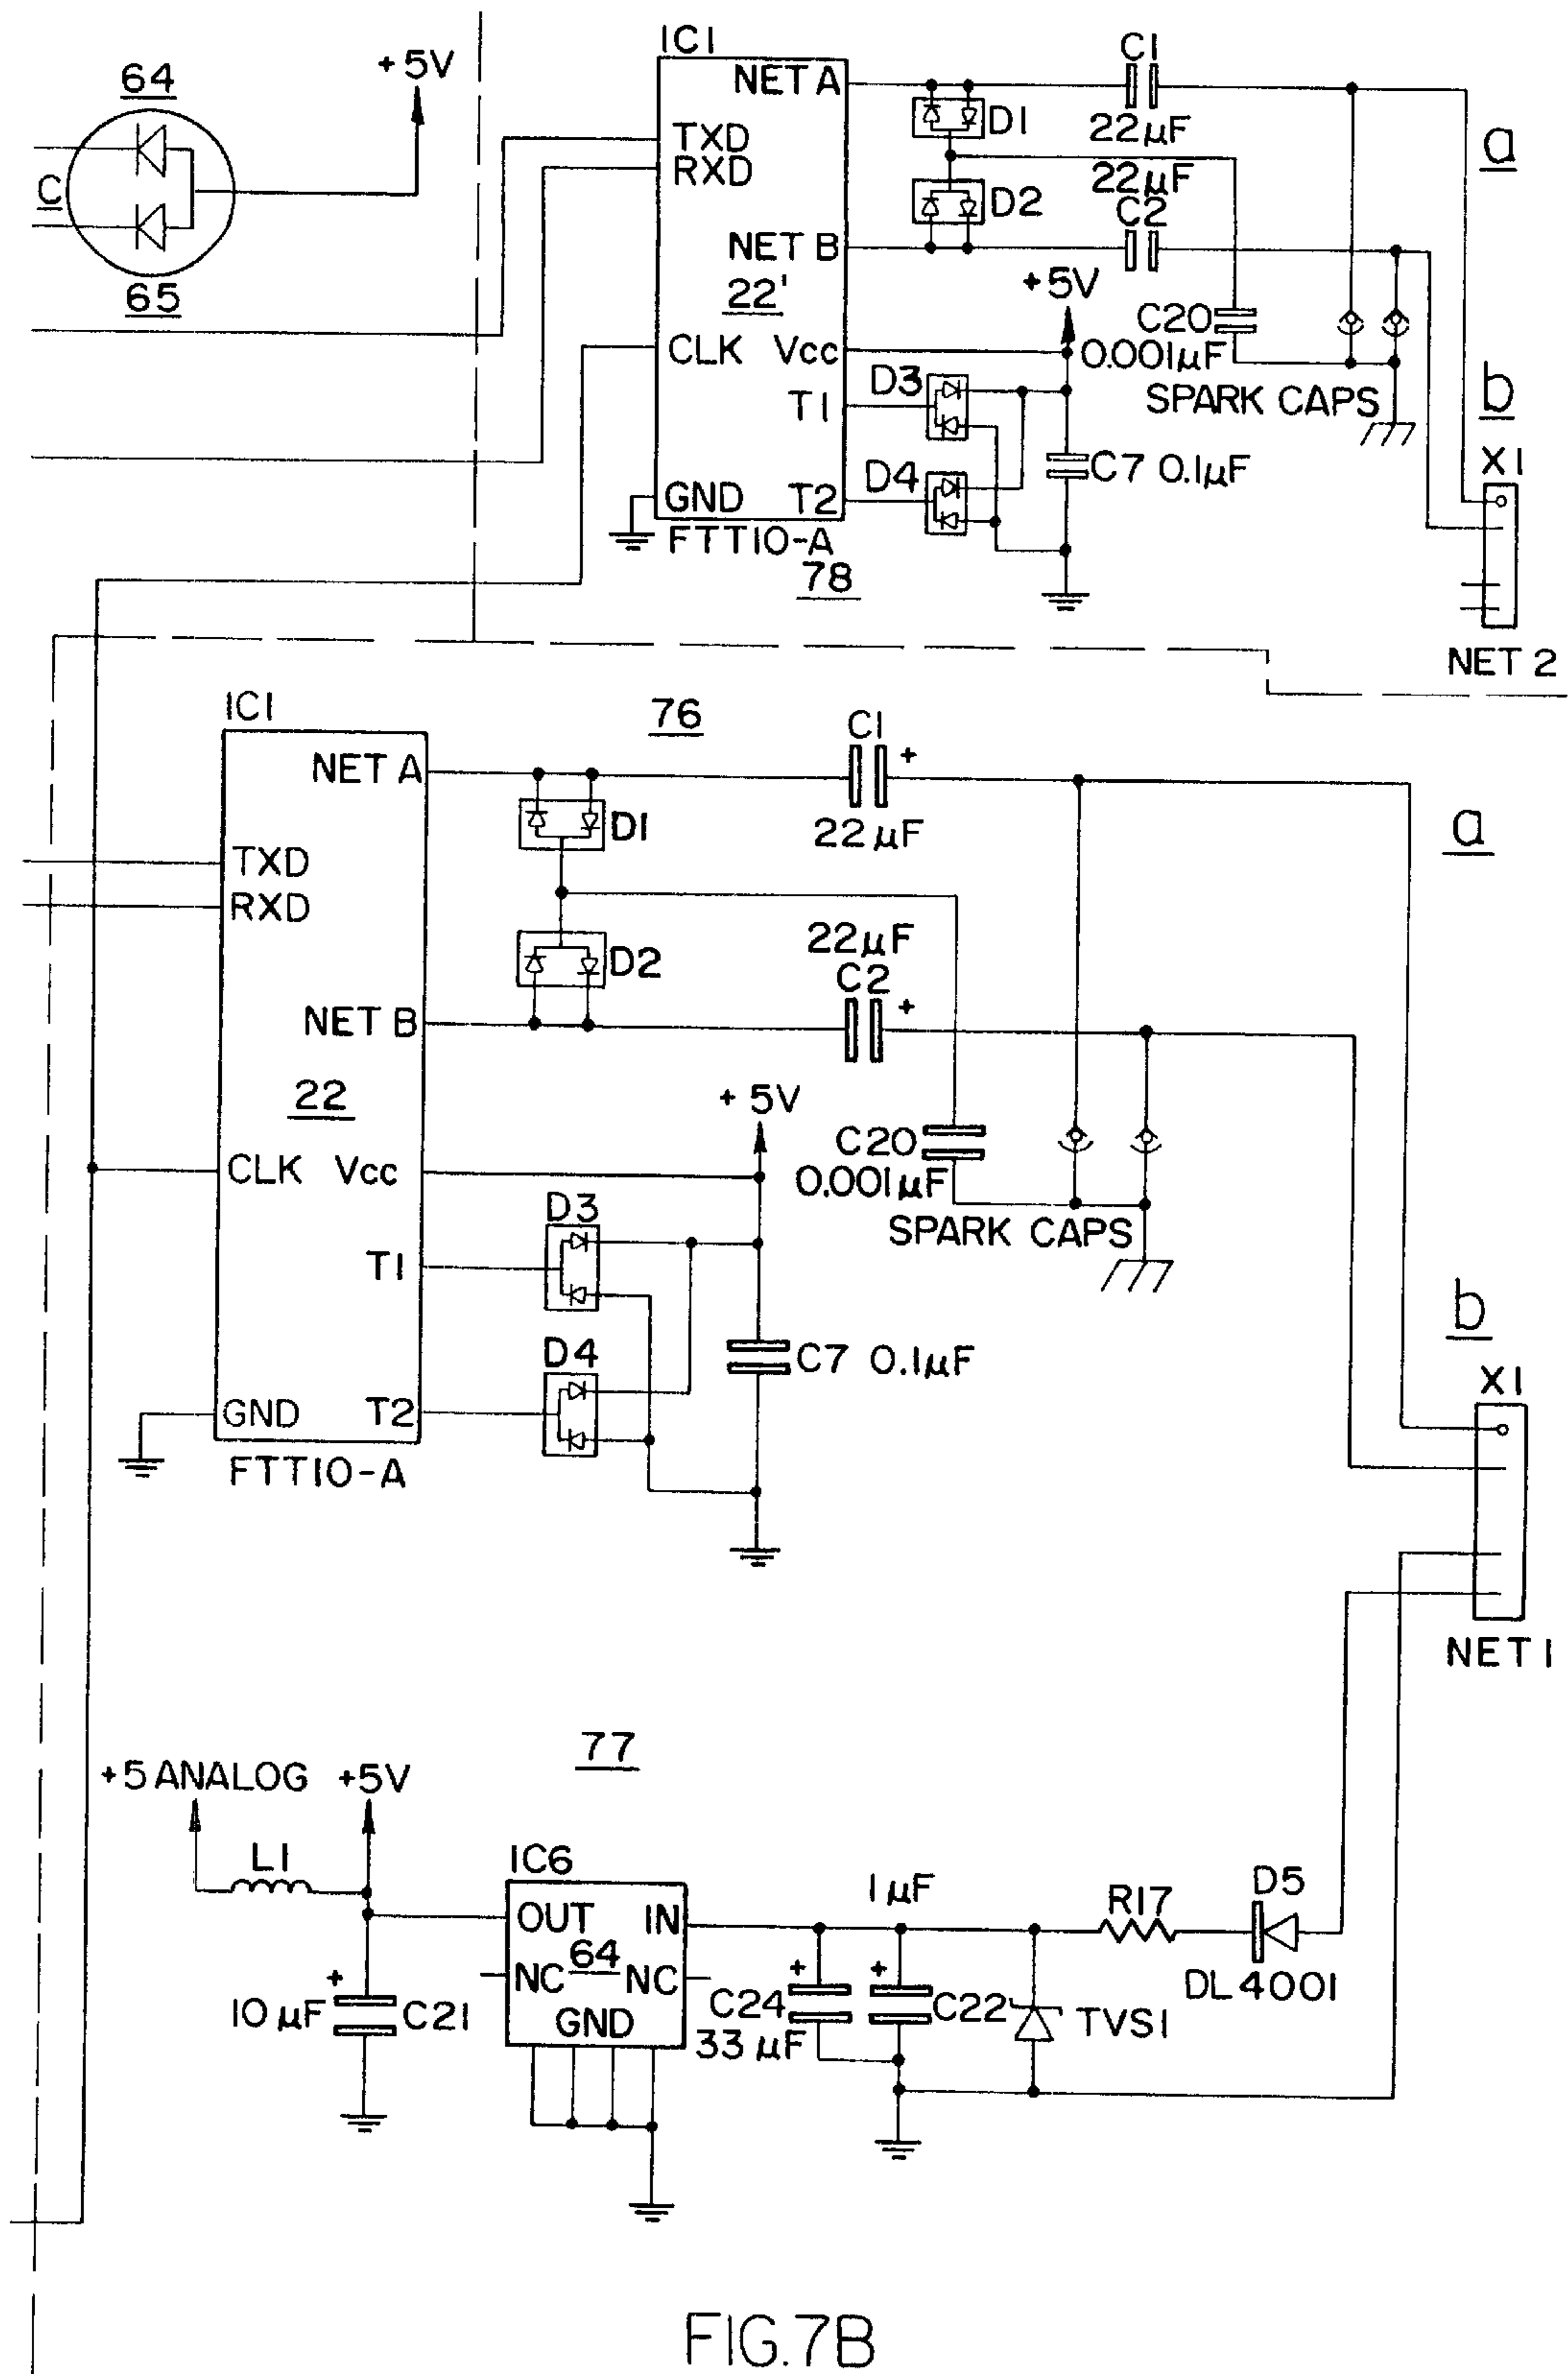 64
+5V
C
65
IC1
NET A
TXD
RXD
NET B
22'
CLK Vcc
T1
GND T2
FTT10-A
78
D1
D2
C1
22µF
22µF
C2
+5V
C20
0.001µF
SPARK CAPS
D3
D4
C7 0.1µF
a
b
X1
NET 2
IC1
76
NET A
TXD
RXD
NET B
22
CLK Vcc
T1
GND T2
FTT10-A
D1
D2
C1
+
22µF
22µF
C2
+
+5V
C20
0.001µF
SPARK CAPS
D3
D4
C7 0.1µF
a
b
X1
NET 1
77
+5 ANALOG +5V
L1
IC6
OUT IN
64
NC NC
GND
+
10µF C21
1µF
+ +
C24 C22
33µF
TVS1
R17
D5
DL4001
FIG.7B